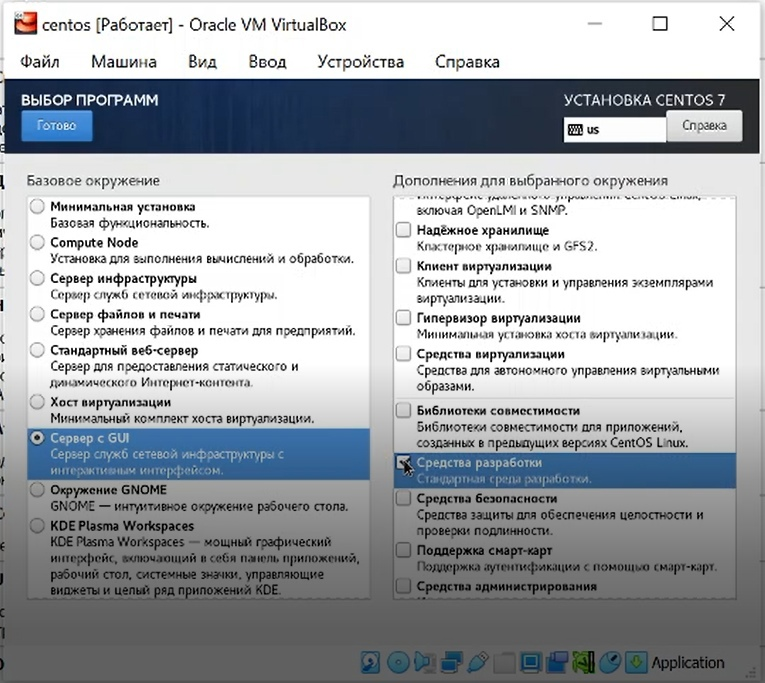 centos [Работает] - Oracle VM VirtualBox
Файл Машина Вид Ввод Устройства Справка
ВЫБОР ПРОГРАММ
Готово
УСТАНОВКА CENTOS 7
us
Справка
Базовое окружение
Минимальная установка
Базовая функциональность.
Compute Node
Установка для выполнения вычислений и обработки.
Сервер инфраструктуры
Сервер служб сетевой инфраструктуры.
Сервер файлов и печати
Сервер хранения файлов и печати для предприятий.
Стандартный веб-сервер
Сервер для предоставления статического и
динамического Интернет-контента.
Хост виртуализации
Минимальный комплект хоста виртуализации.
Сервер с GUI
Сервер служб сетевой инфраструктуры с
интерактивным интерфейсом.
Окружение GNOME
GNOME — интуитивное окружение рабочего стола.
KDE Plasma Workspaces
KDE Plasma Workspaces — мощный графический
интерфейс, включающий в себя панель приложений,
рабочий стол, системные значки, управляющие
виджеты и целый ряд приложений KDE.
Дополнения для выбранного окружения
включая OpenLMI и SNMP.
Надёжное хранилище
Кластерное хранилище и GFS2.
Клиент виртуализации
Клиенты для установки и управления экземплярами
виртуализации.
Гипервизор виртуализации
Минимальная установка хоста виртуализации.
Средства виртуализации
Средства для автономного управления виртуальными
образами.
Библиотеки совместимости
Библиотеки совместимости для приложений,
созданных в предыдущих версиях CentOS Linux.
Средства разработки
Стандартная среда разработки.
Средства безопасности
Средства защиты для обеспечения целостности и
проверки подлинности.
Поддержка смарт-карт
Поддержка аутентификации с помощью смарт-карт.
Средства администрирования
Application